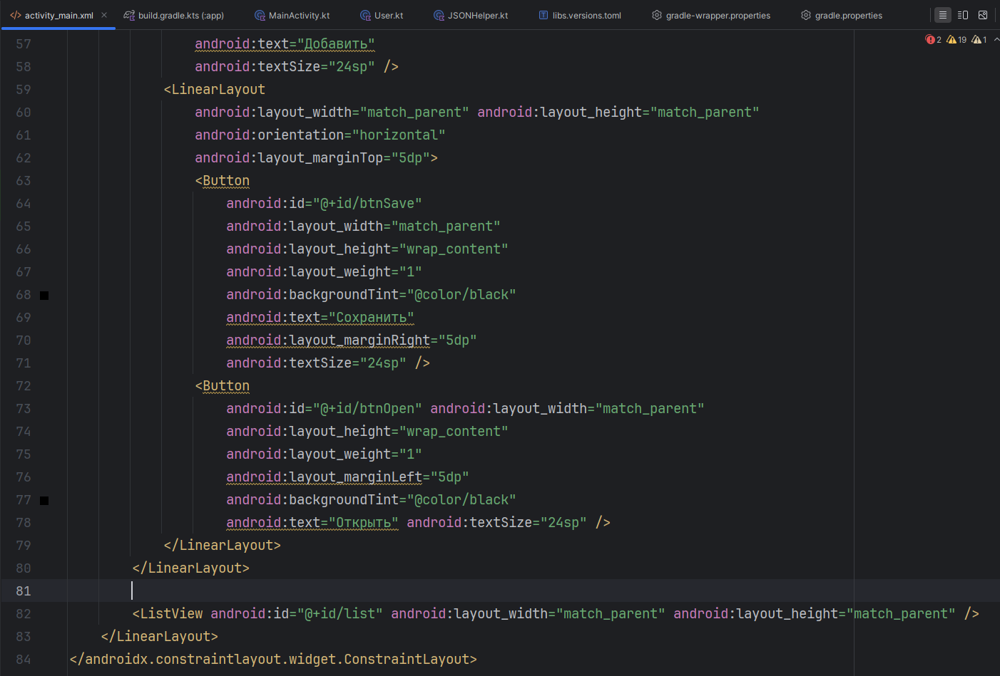 </> activity_main.xml × build.gradle.kts (:app) MainActivity.kt User.kt JSONHelper.kt libs.versions.toml gradle-wrapper.properties gradle.properties
2 19 1
57 android:text="Добавить"
58 android:textSize="24sp" />
59 <LinearLayout
60 android:layout_width="match_parent" android:layout_height="match_parent"
61 android:orientation="horizontal"
62 android:layout_marginTop="5dp">
63 <Button
64 android:id="@+id/btnSave"
65 android:layout_width="match_parent"
66 android:layout_height="wrap_content"
67 android:layout_weight="1"
68 android:backgroundTint="@color/black"
69 android:text="Сохранить"
70 android:layout_marginRight="5dp"
71 android:textSize="24sp" />
72 <Button
73 android:id="@+id/btnOpen" android:layout_width="match_parent"
74 android:layout_height="wrap_content"
75 android:layout_weight="1"
76 android:layout_marginLeft="5dp"
77 android:backgroundTint="@color/black"
78 android:text="Открыть" android:textSize="24sp" />
79 </LinearLayout>
80 </LinearLayout>
81
82 <ListView android:id="@+id/list" android:layout_width="match_parent" android:layout_height="match_parent" />
83 </LinearLayout>
84 </androidx.constraintlayout.widget.ConstraintLayout>